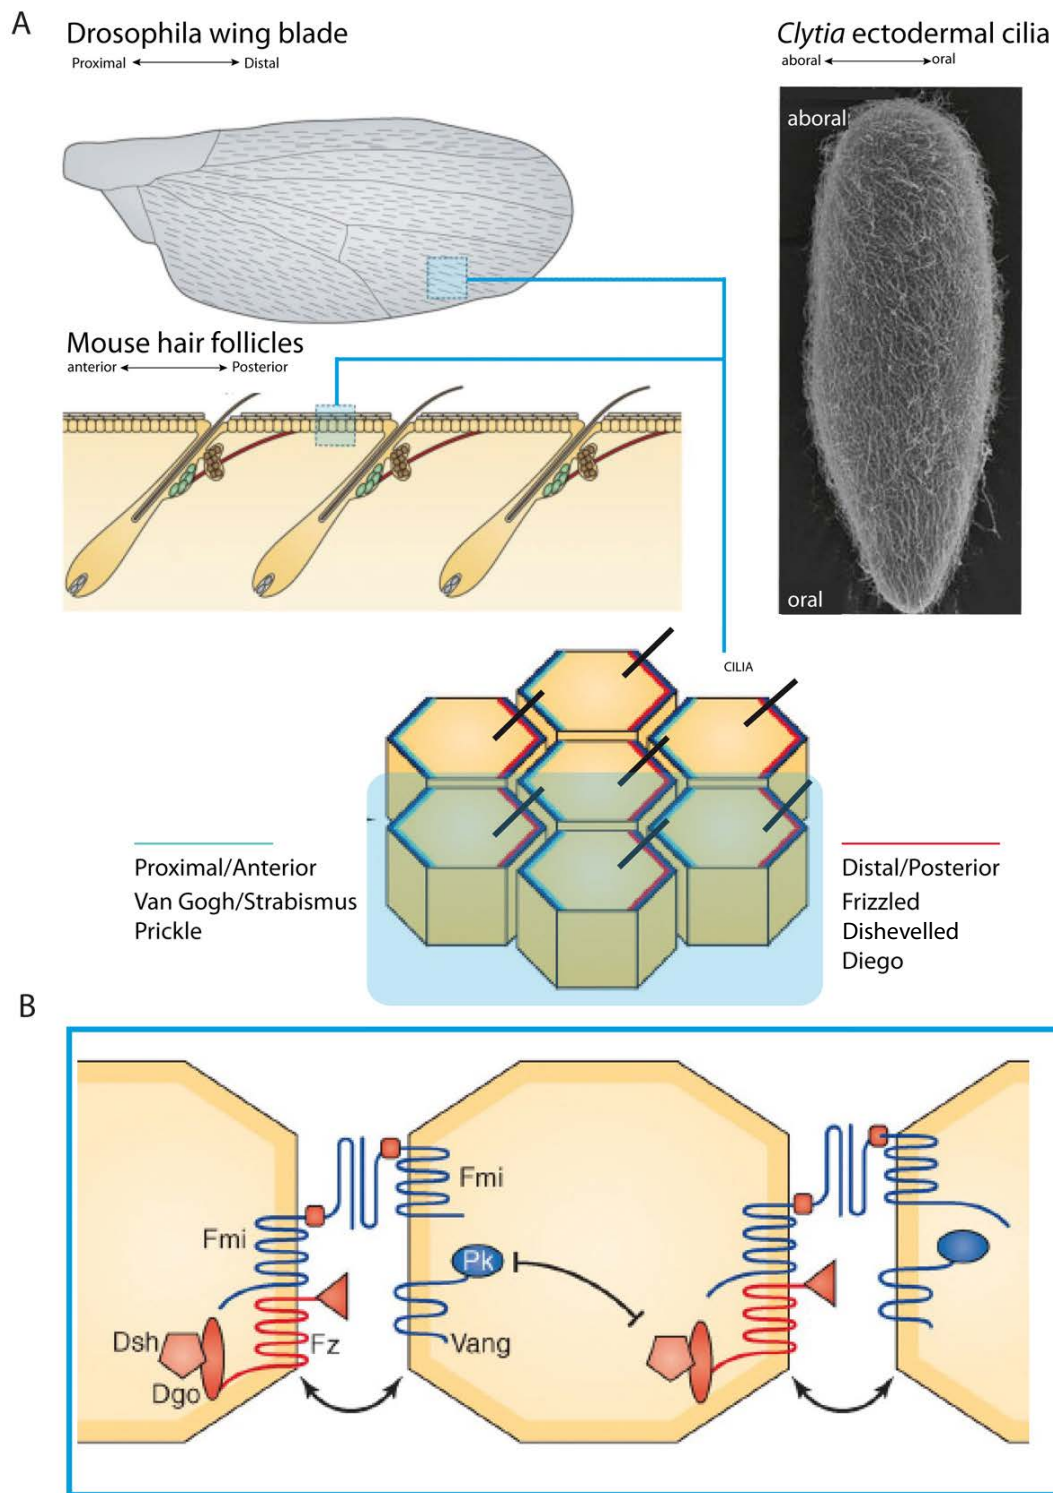 A
Drosophila wing blade
Proximal Distal
Clytia ectodermal cilia
aboral oral
aboral
oral
Mouse hair follicles
anterior Posterior
CILIA
Proximal/Anterior
Van Gogh/Strabismus
Prickle
Distal/Posterior
Frizzled
Dishevelled
Diego
B
Fmi
Fmi
Pk
Dsh
Fz
Vang
Dgo